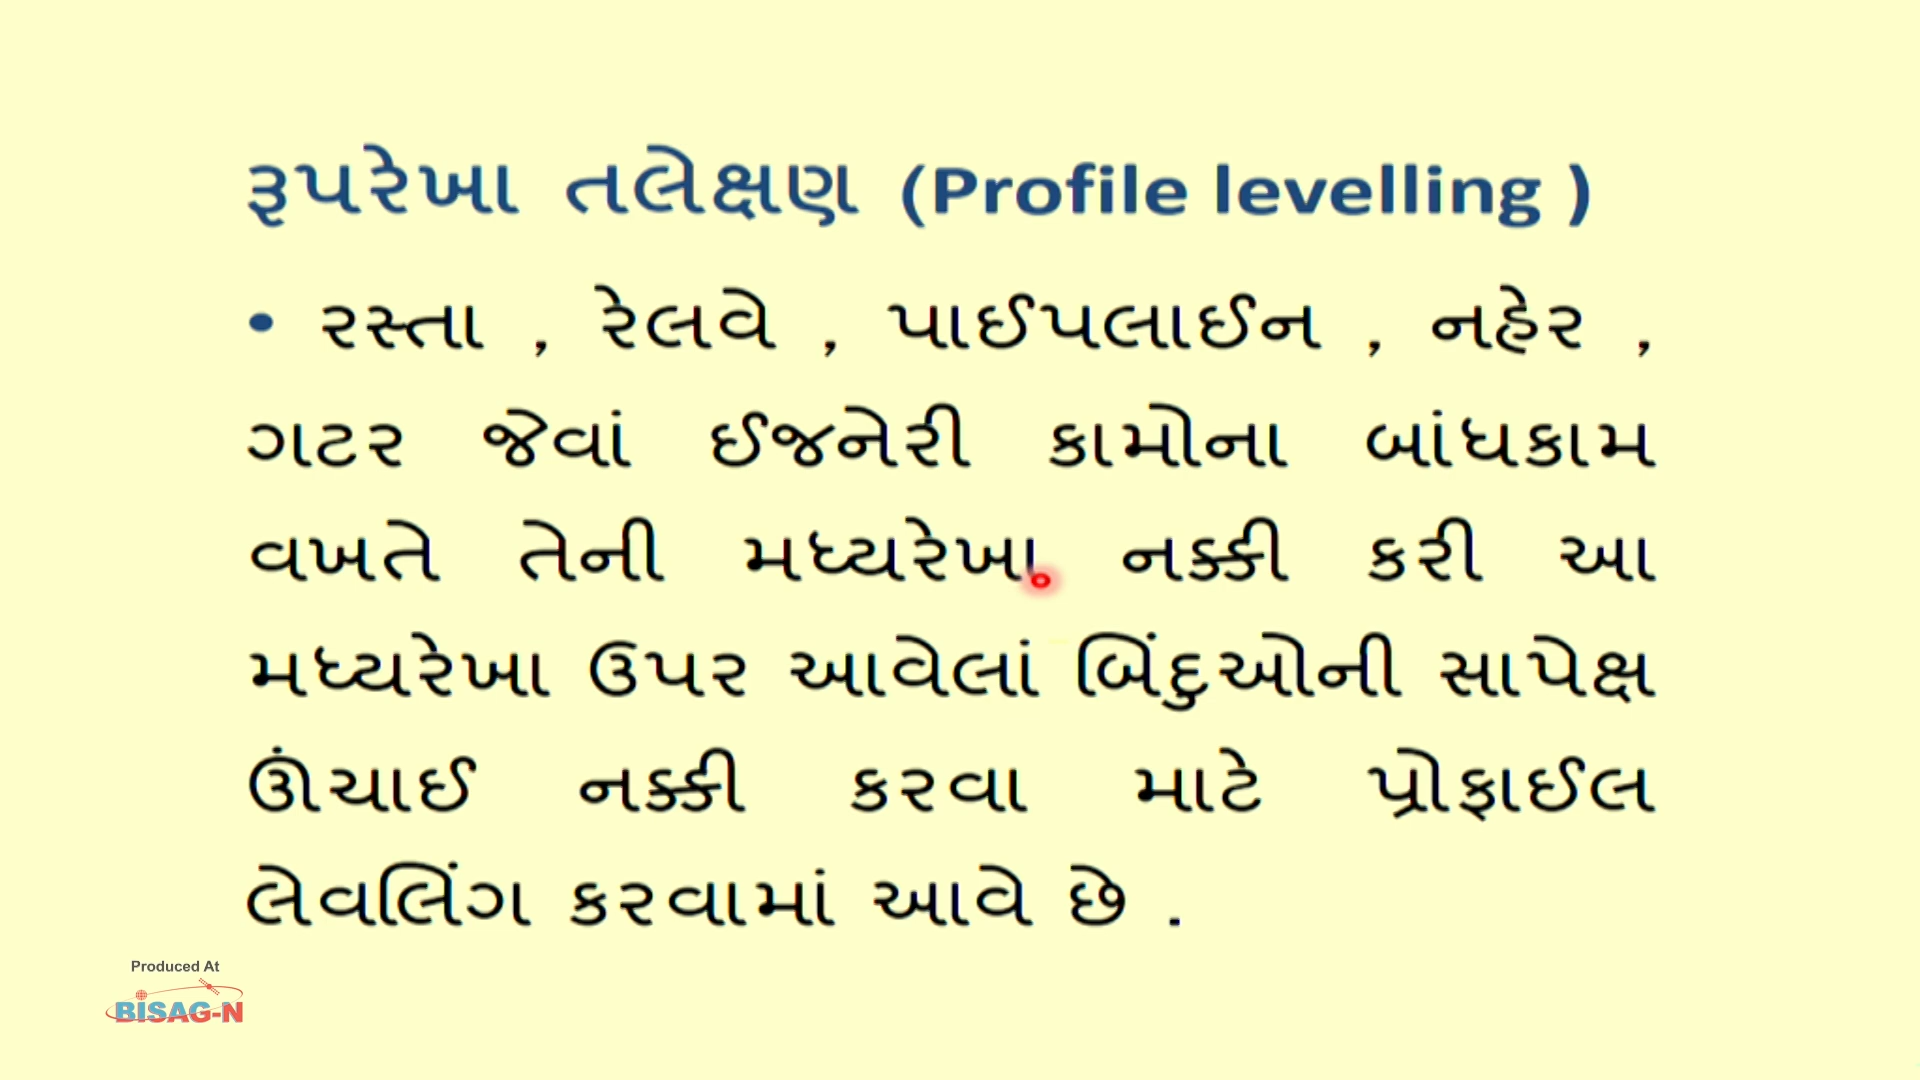 રૂપરેખા તલેક્ષણ (Profile levelling )
• રસ્તા , રેલવે , પાઈપલાઈન , નહેર ,
ગટર જેવાં ઈજનેરી કામોના બાંધકામ
વખતે તેની મધ્યરેખા નક્કી કરી આ
મધ્યરેખા ઉપર આવેલાં બિંદુઓની સાપેક્ષ
ઊંચાઈ નક્કી કરવા માટે પ્રોફાઈલ
લેવલિંગ કરવામાં આવે છે .
Produced At
BISAG-N